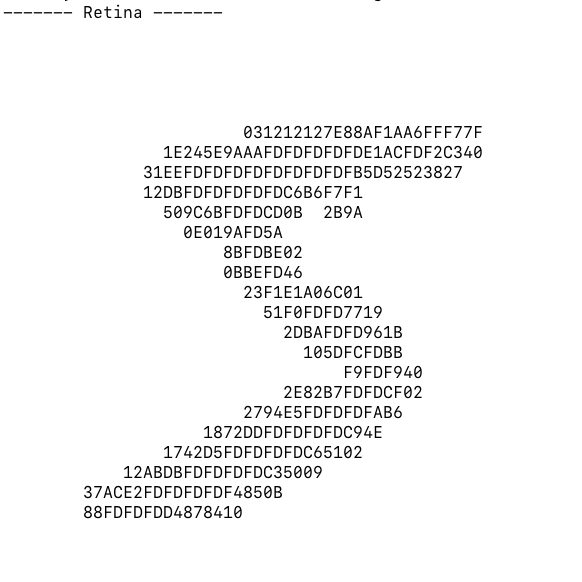 ------- Retina -------
031212127E88AF1AA6FFF77F
1E245E9AAAFDFDFDFDFDE1ACFDF2C340
31EEFDFDFDFDFDFDFDFDFB5D52523827
12DBFDFDFDFDFDC6B6F7F1
509C6BFDFDCD0B  2B9A
0E019AFD5A
8BFDBE02
0BBEFD46
23F1E1A06C01
51F0FDFD7719
2DBAFDFD961B
105DFCFDBB
F9FDF940
2E82B7FDFDCF02
2794E5FDFDFDFAB6
1872DDFDFDFDFDC94E
1742D5FDFDFDFDC65102
12ABDBFDFDFDFDC35009
37ACE2FDFDFDFDF4850B
88FDFDFDD4878410